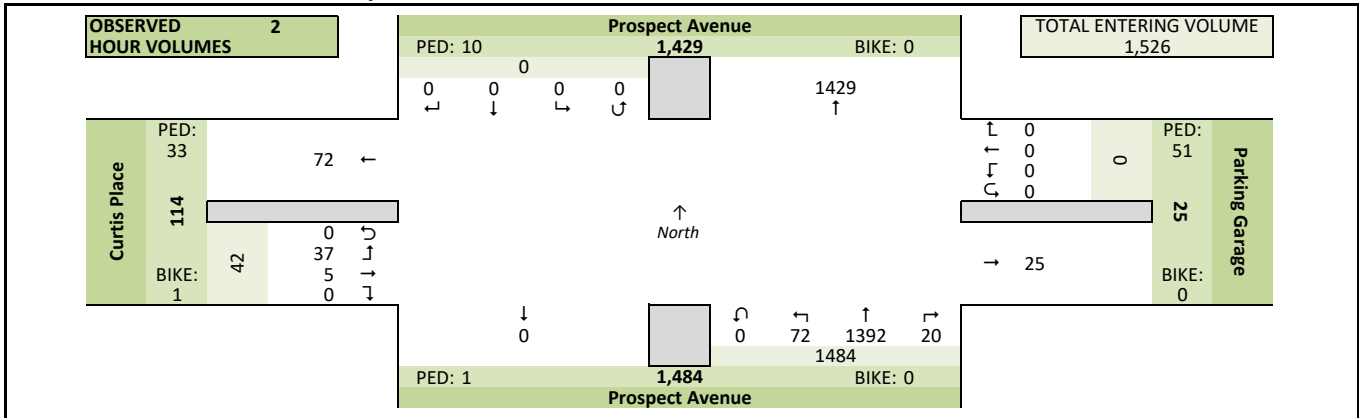 OBSERVED 2
HOUR VOLUMES
Prospect Avenue
PED: 10 1,429 BIKE: 0
TOTAL ENTERING VOLUME
1,526
0
0 0 0 0
↵ ↓ ↳ ↺
1429
↑
Curtis Place
PED:
33
114
BIKE:
1
72 ←
42
0 ⮌
37 ↰
5 →
0 ↴
↑
North
↱ 0
← 0
↲ 0
⮎ 0
0
PED:
51
25
BIKE:
0
Parking Garage
→ 25
↓
0
↶ ↰ ↑ ↱
0 72 1392 20
1484
PED: 1 1,484 BIKE: 0
Prospect Avenue